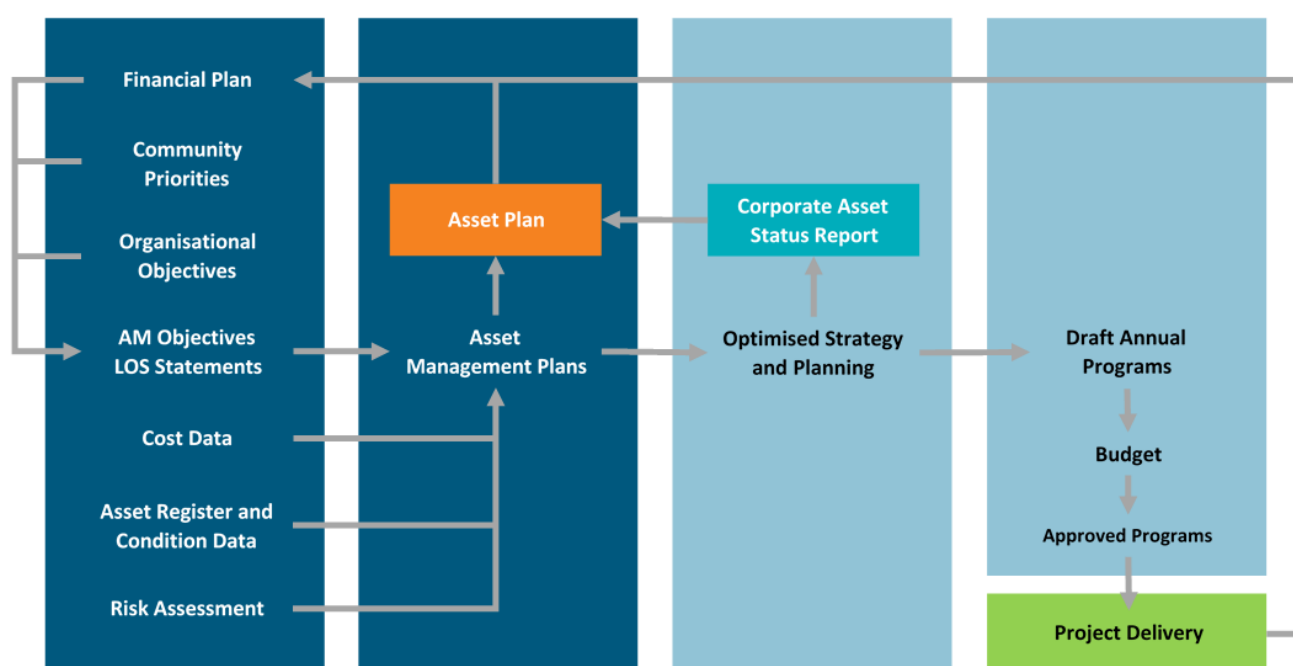 Financial Plan
Community
Priorities
Organisational
Objectives
AM Objectives
LOS Statements
Cost Data
Asset Register and
Condition Data
Risk Assessment
Asset Plan
Asset
Management Plans
Corporate Asset
Status Report
Optimised Strategy
and Planning
Draft Annual
Programs
Budget
Approved Programs
Project Delivery